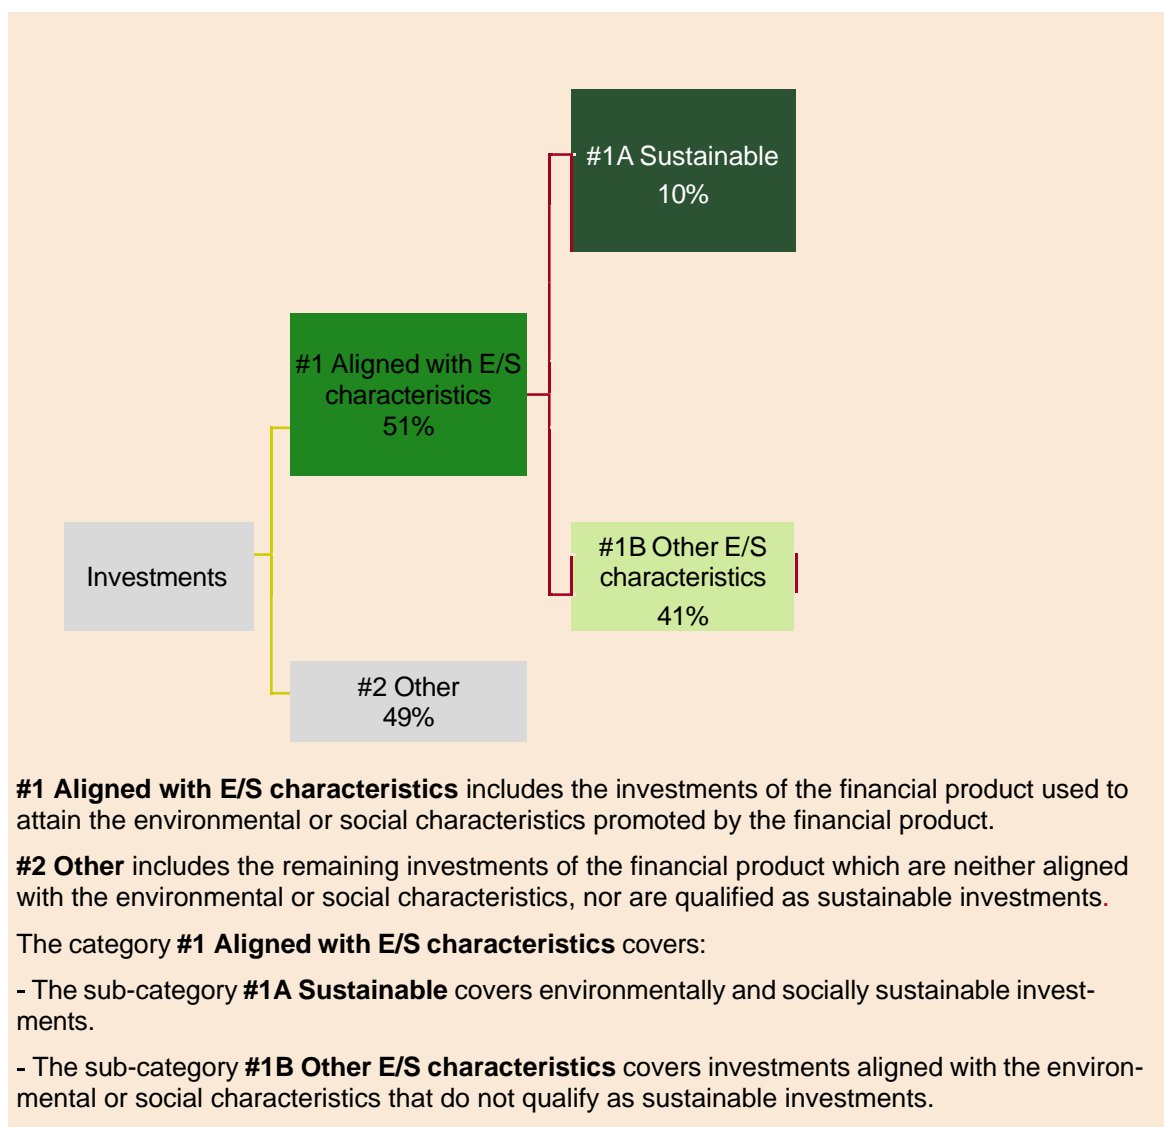 #1A Sustainable
10%
#1 Aligned with E/S
characteristics
51%
Investments
#1B Other E/S
characteristics
41%
#2 Other
49%
#1 Aligned with E/S characteristics includes the investments of the financial product used to
attain the environmental or social characteristics promoted by the financial product.
#2 Other includes the remaining investments of the financial product which are neither aligned
with the environmental or social characteristics, nor are qualified as sustainable investments.
The category #1 Aligned with E/S characteristics covers:
- The sub-category #1A Sustainable covers environmentally and socially sustainable invest-
ments.
- The sub-category #1B Other E/S characteristics covers investments aligned with the environ-
mental or social characteristics that do not qualify as sustainable investments.